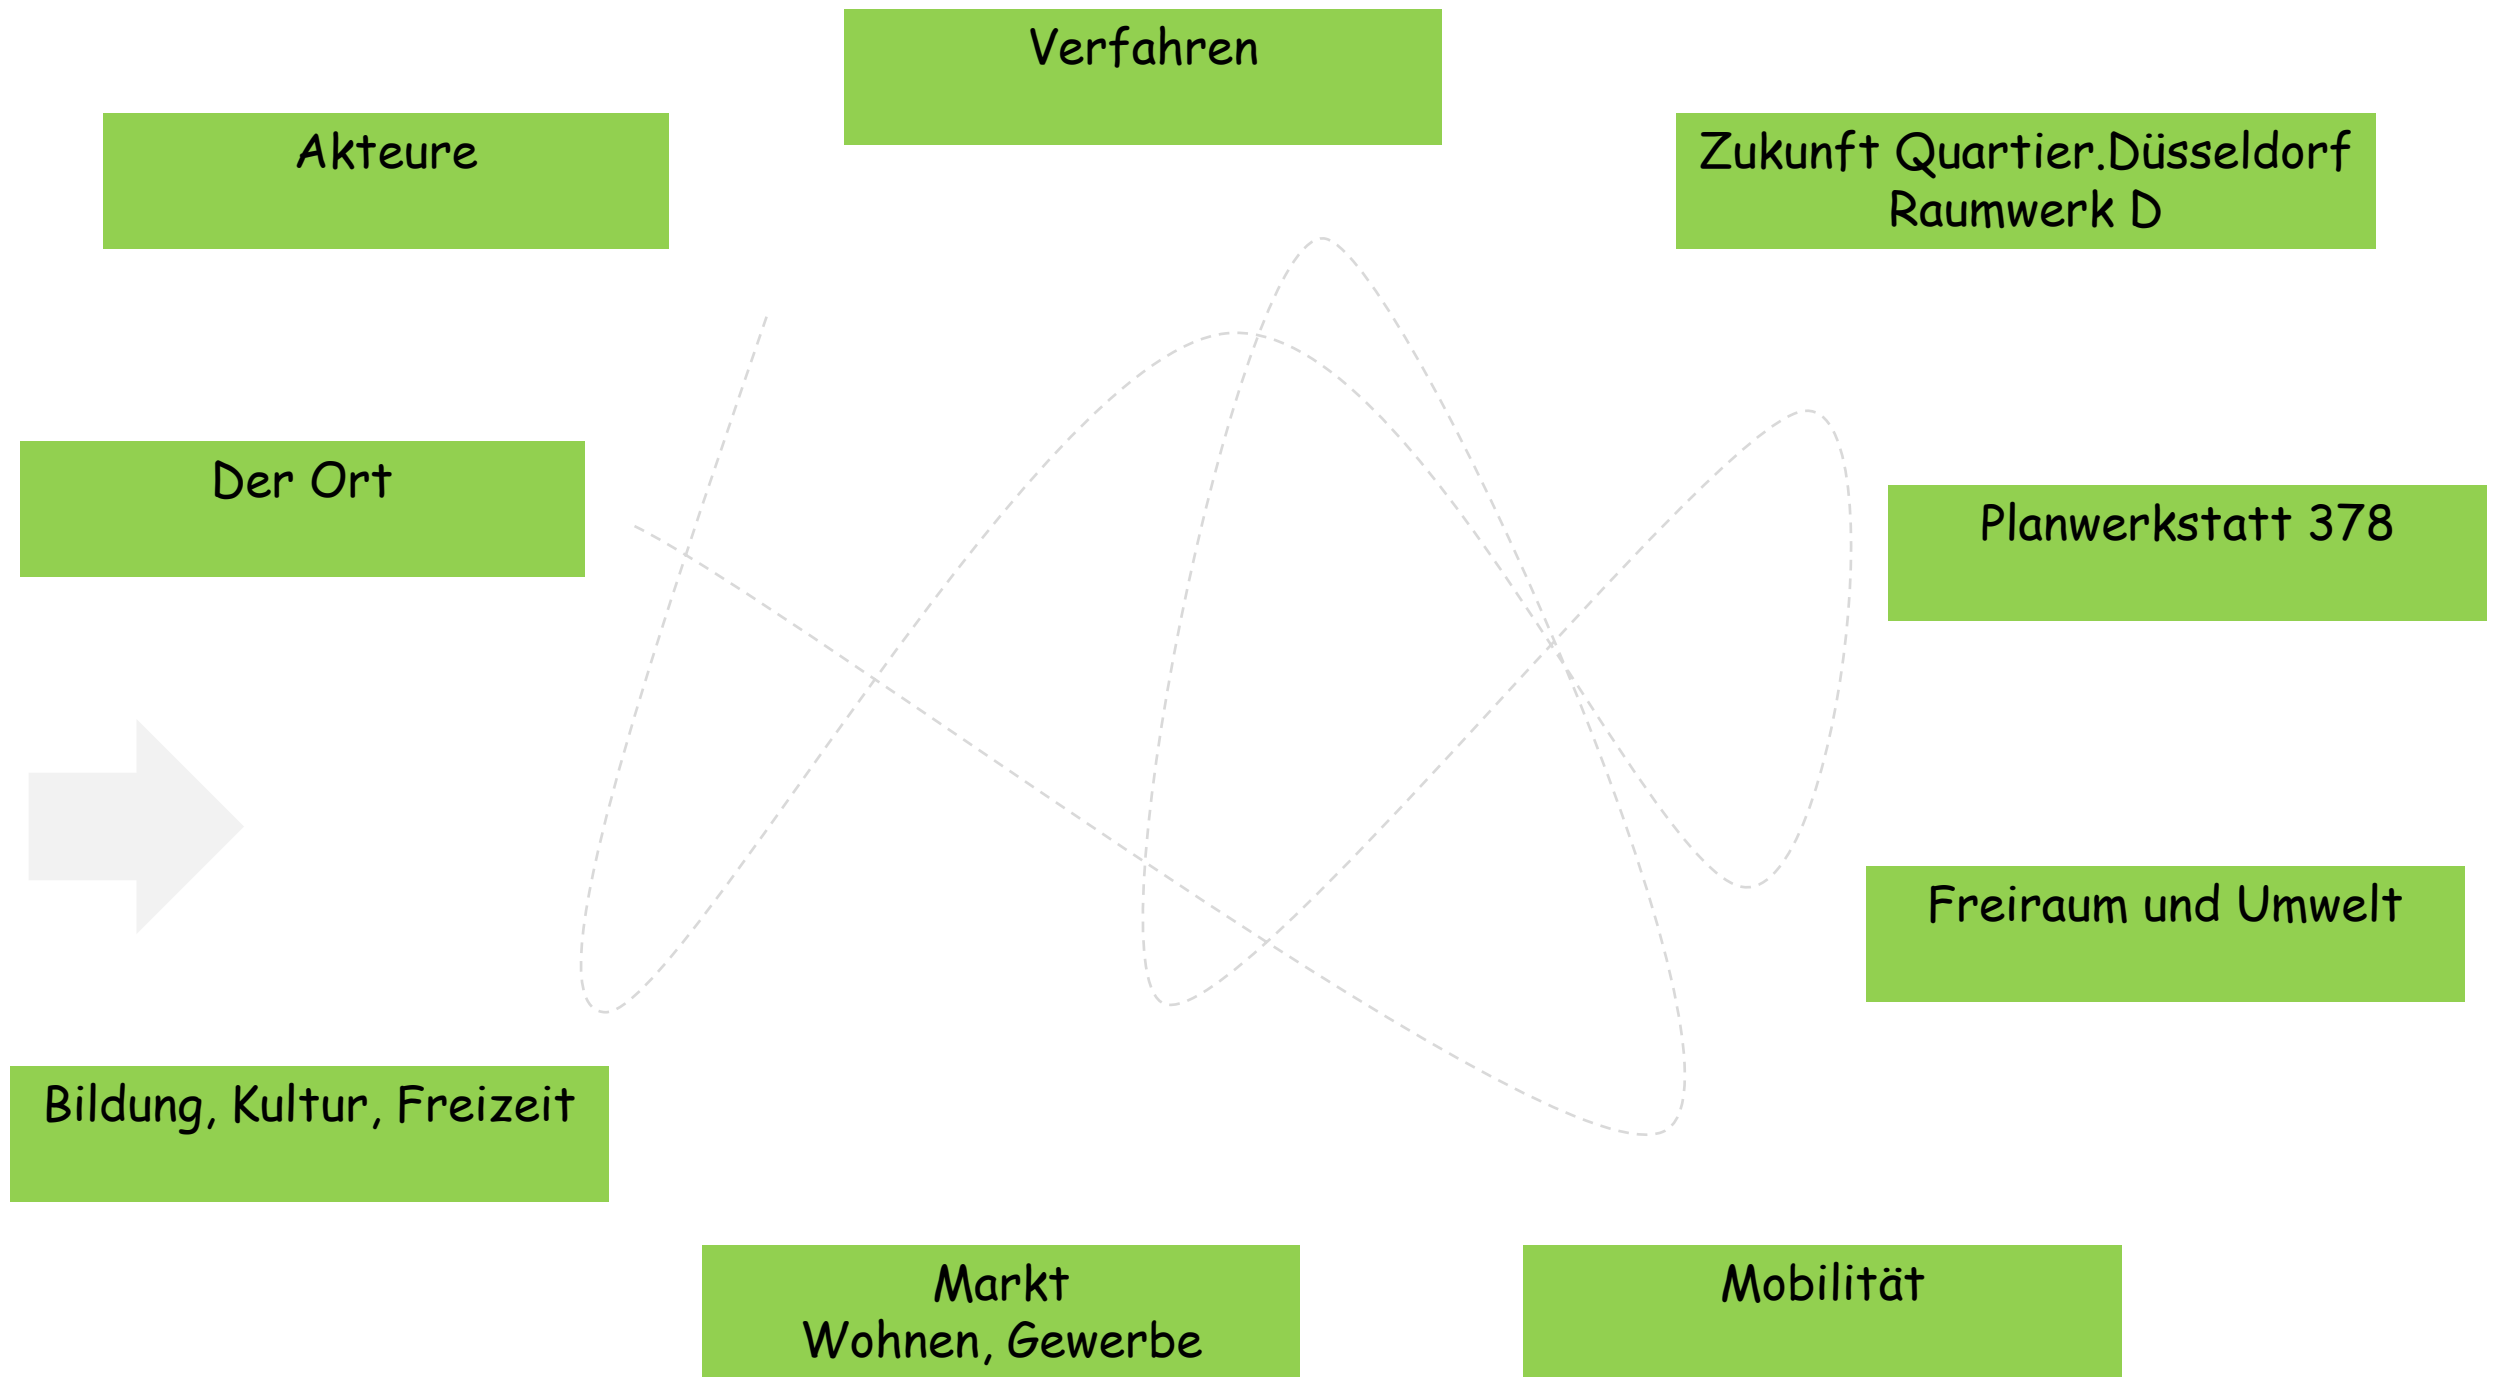 Verfahren
Akteure
Zukunft Quartier.Düsseldorf
Raumwerk D
Der Ort
Planwerkstatt 378
Freiraum und Umwelt
Bildung, Kultur, Freizeit
Markt
Wohnen, Gewerbe
Mobilität